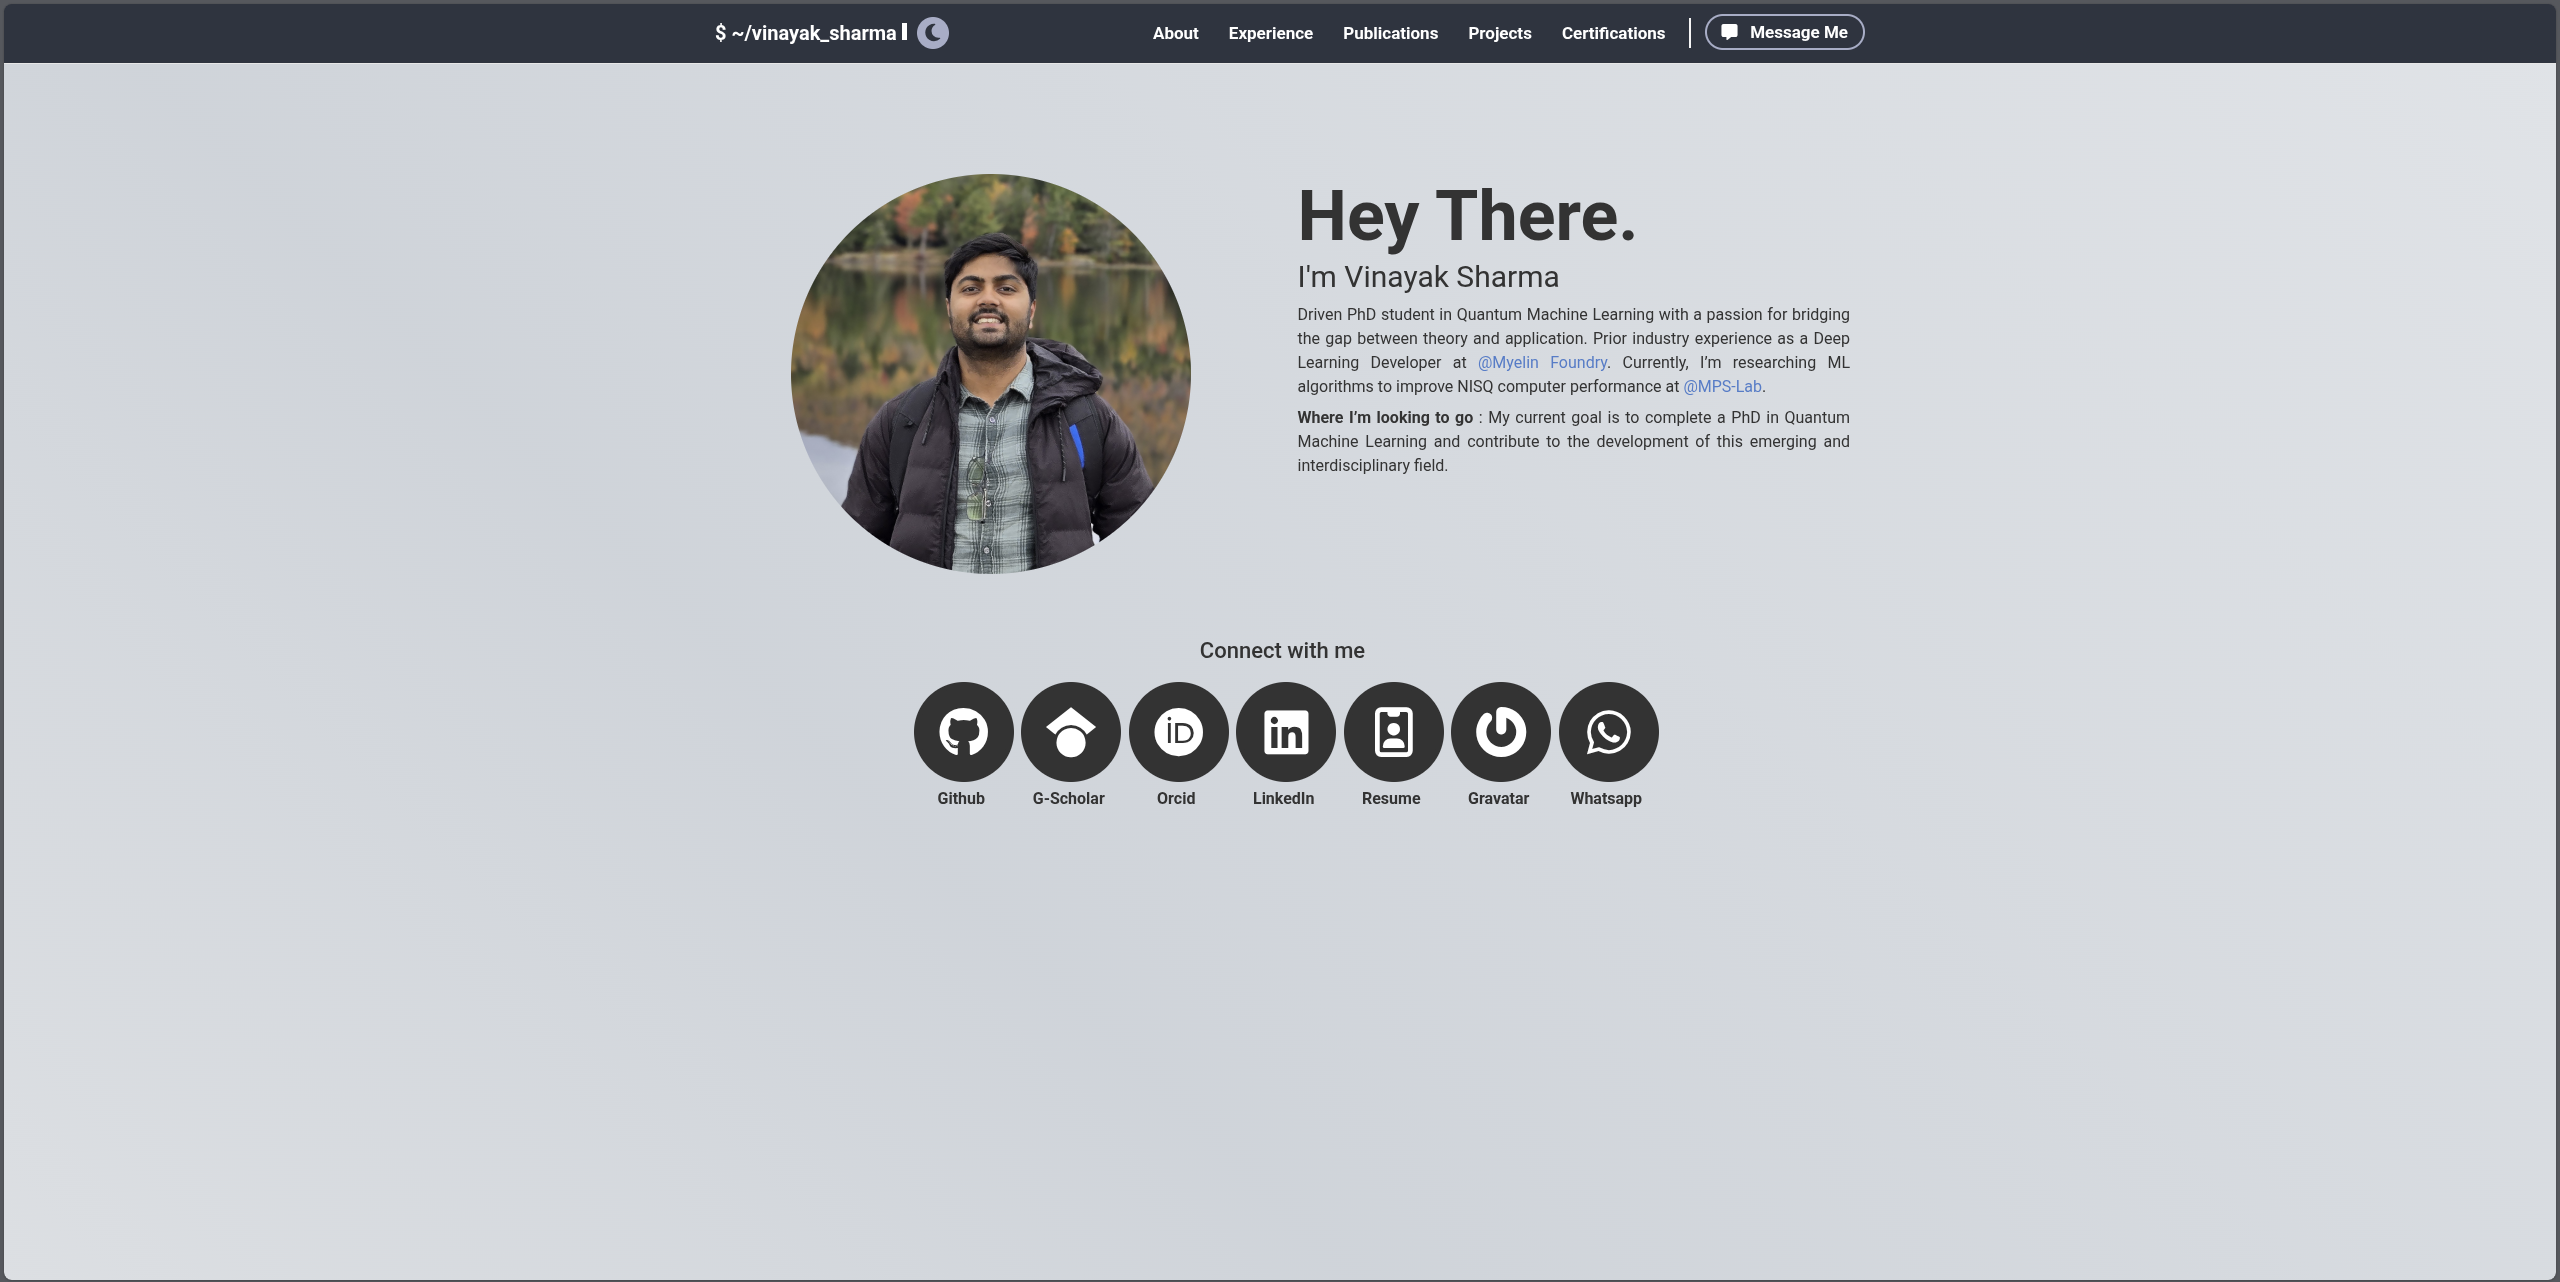 $ ~/vinayak_sharma
About Experience Publications Projects Certifications Message Me
Hey There.
I'm Vinayak Sharma
Driven PhD student in Quantum Machine Learning with a passion for bridging
the gap between theory and application. Prior industry experience as a Deep
Learning Developer at @Myelin Foundry. Currently, I’m researching ML
algorithms to improve NISQ computer performance at @MPS-Lab.
Where I’m looking to go : My current goal is to complete a PhD in Quantum
Machine Learning and contribute to the development of this emerging and
interdisciplinary field.
Connect with me
iD in
Github G-Scholar Orcid LinkedIn Resume Gravatar Whatsapp